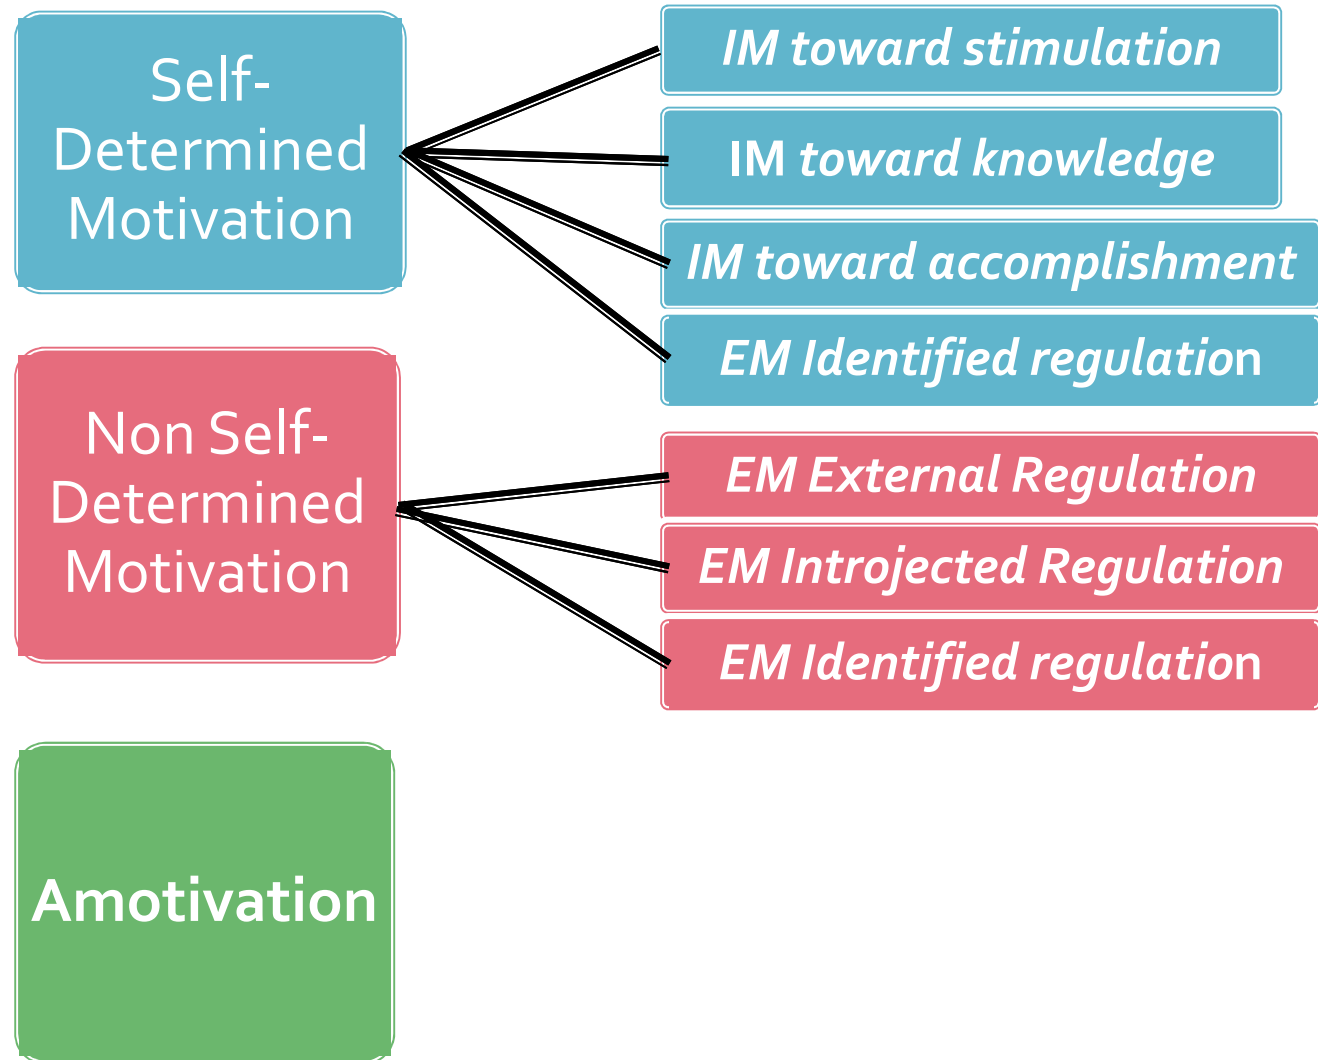 Self-
Determined
Motivation
IM toward stimulation
IM toward knowledge
IM toward accomplishment
EM Identified regulation
Non Self-
Determined
Motivation
EM External Regulation
EM Introjected Regulation
EM Identified regulation
Amotivation